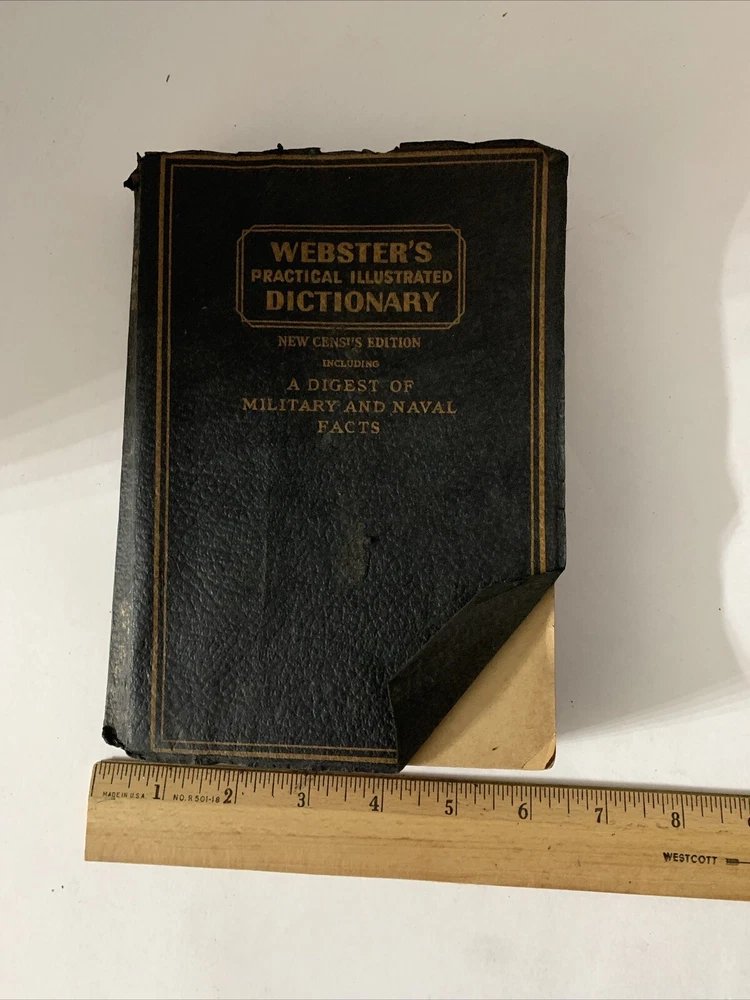 WEBSTER'S
PRACTICAL ILLUSTRATED
DICTIONARY
NEW CENSUS EDITION
INCLUDING
A DIGEST OF
MILITARY AND NAVAL
FACTS
1 2 3 4 5 6 7 8
MADE IN U.S.A. NO. R 501-18
WESTCOTT